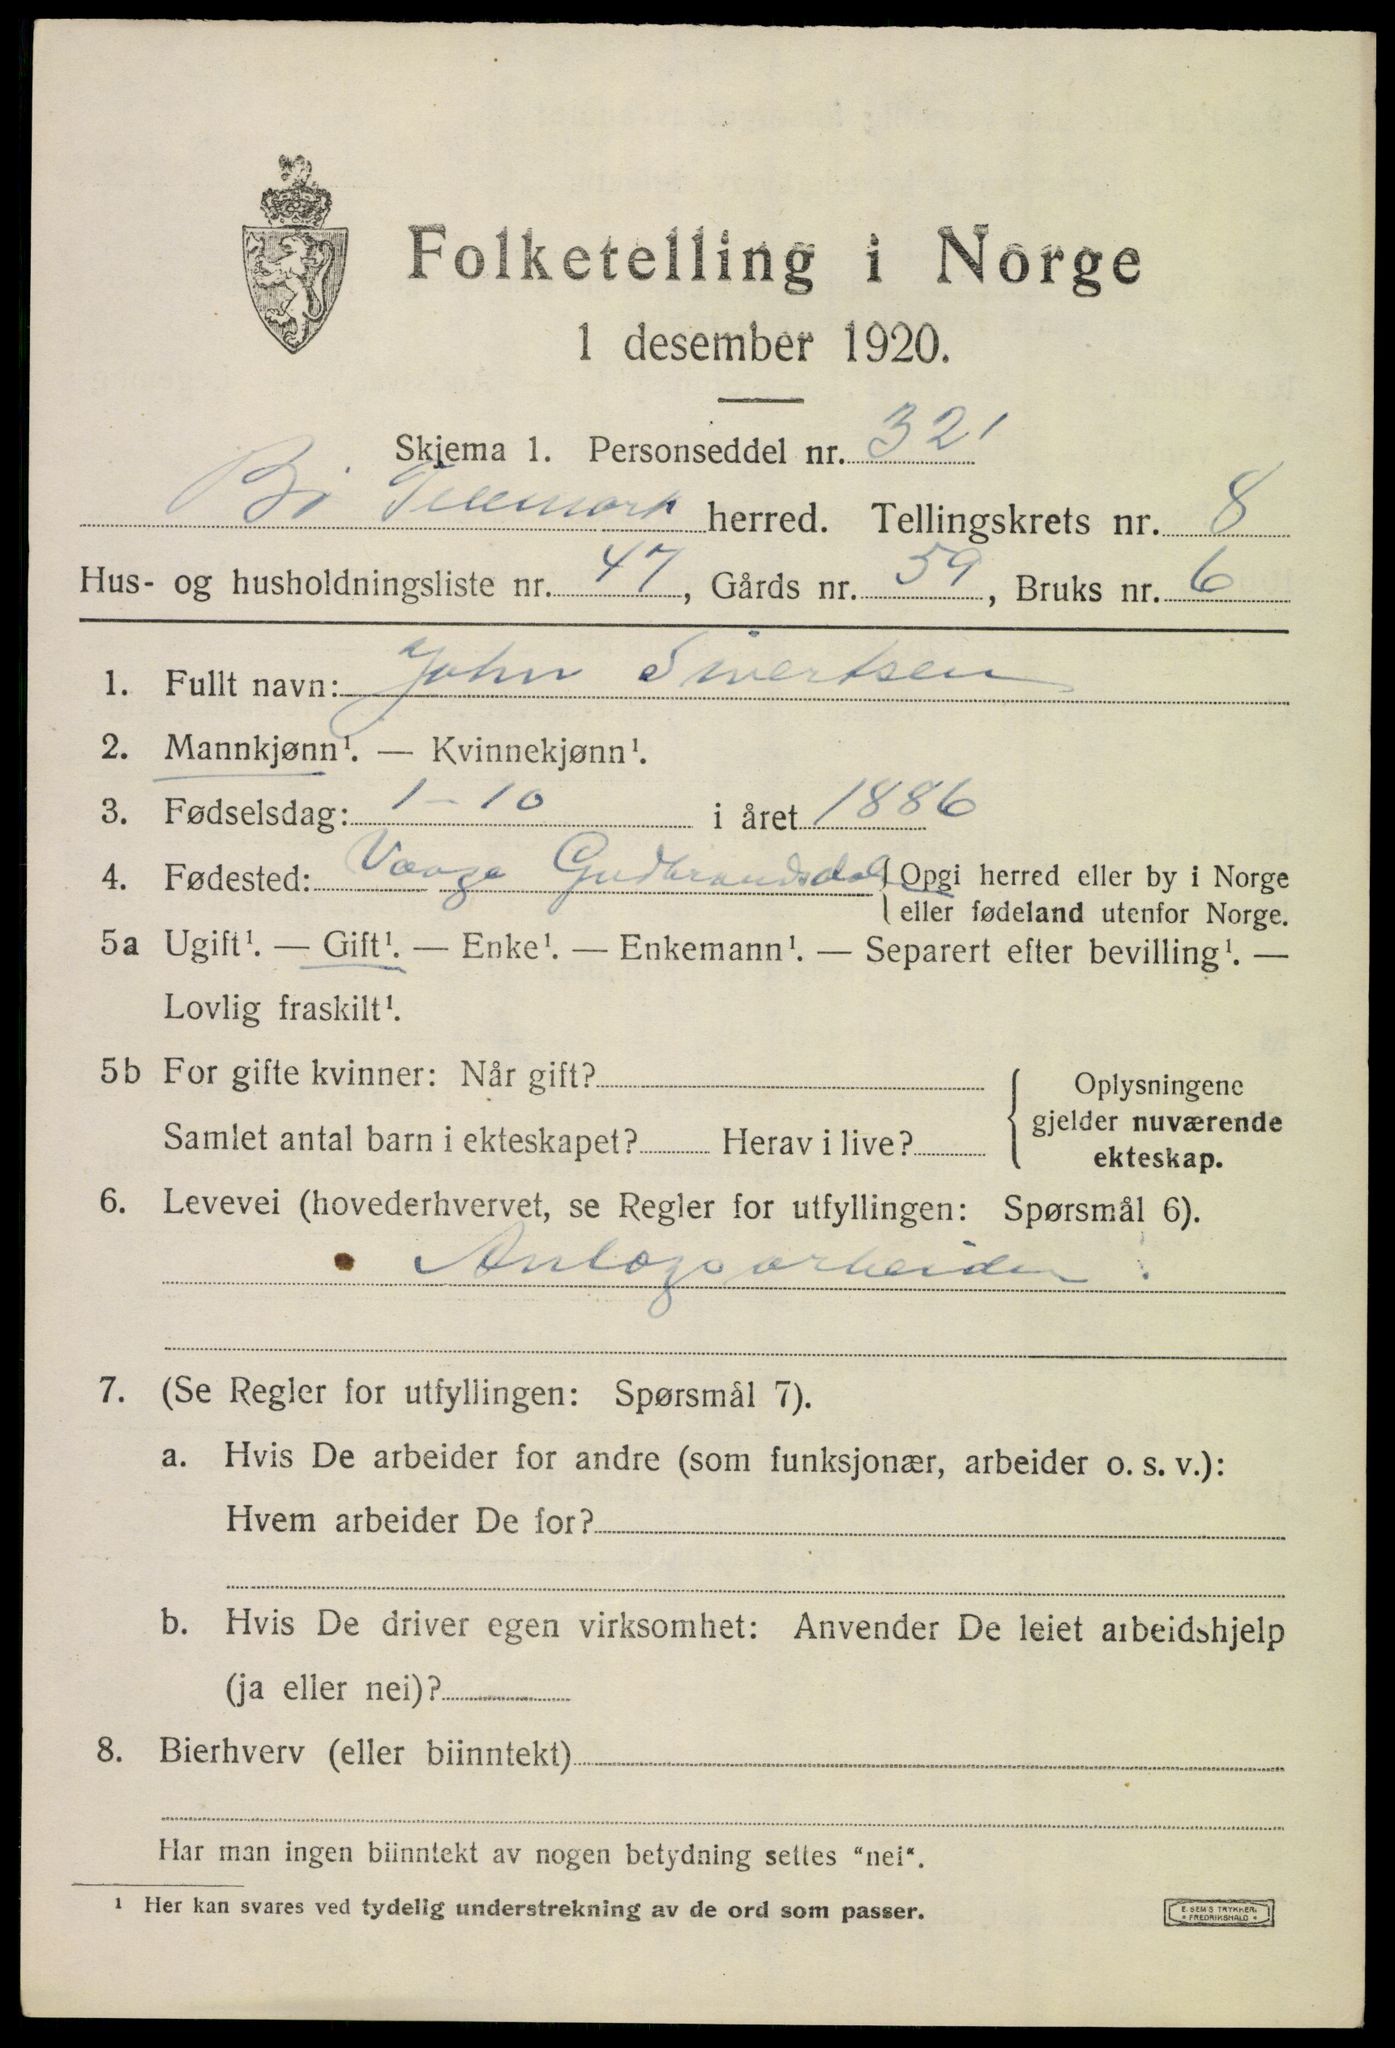 Folketelling i Norge
1 desember 1920.
Skjema 1. Personseddel nr. 321
Bø Telemark herred. Tellingskrets nr. 8
Hus- og husholdningsliste nr. 47, Gårds nr. 59, Bruks nr. 6
1. Fullt navn: John Sivertsen
2. Mannkjønn¹. — Kvinnekjønn¹.
3. Fødselsdag: 1-10 i året 1886
4. Fødested: Vaage Gudbrandsdal { Opgi herred eller by i Norge
eller fødeland utenfor Norge.
5a Ugift¹. — Gift¹. — Enke¹. — Enkemann¹. — Separert efter bevilling¹. —
Lovlig fraskilt¹.
5b For gifte kvinner: Når gift?
Samlet antal barn i ekteskapet? Herav i live?
{ Oplysningene
gjelder nuværende
ekteskap.
6. Levevei (hovederhvervet, se Regler for utfyllingen: Spørsmål 6).
Anlægsarbeider
7. (Se Regler for utfyllingen: Spørsmål 7).
a. Hvis De arbeider for andre (som funksjonær, arbeider o. s. v.):
Hvem arbeider De for?
b. Hvis De driver egen virksomhet: Anvender De leiet arbeidshjelp
(ja eller nei)?
8. Bierhverv (eller biinntekt)
Har man ingen biinntekt av nogen betydning settes "nei".
¹ Her kan svares ved tydelig understrekning av de ord som passer.
E. SEM'S TRYKKERI
FREDRIKSHALD